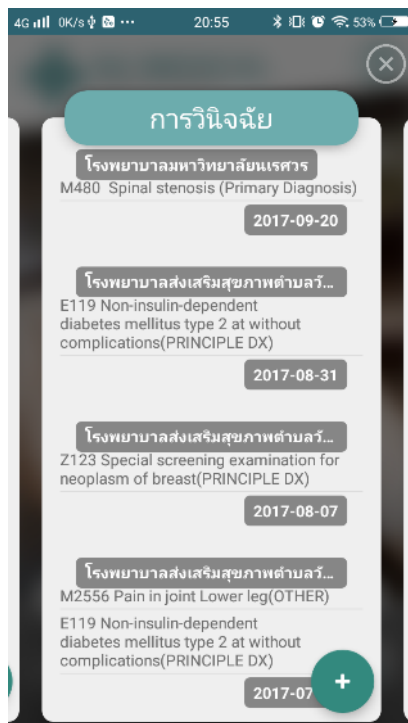 4G 0K/s ... 20:55 53%
การวินิจฉัย
โรงพยาบาลมหาวิทยาลัยนเรศวร
M480 Spinal stenosis (Primary Diagnosis)
2017-09-20
โรงพยาบาลส่งเสริมสุขภาพตำบลวั...
E119 Non-insulin-dependent
diabetes mellitus type 2 at without
complications(PRINCIPLE DX)
2017-08-31
โรงพยาบาลส่งเสริมสุขภาพตำบลวั...
Z123 Special screening examination for
neoplasm of breast(PRINCIPLE DX)
2017-08-07
โรงพยาบาลส่งเสริมสุขภาพตำบลวั...
M2556 Pain in joint Lower leg(OTHER)
E119 Non-insulin-dependent
diabetes mellitus type 2 at without
complications(PRINCIPLE DX)
2017-07
+